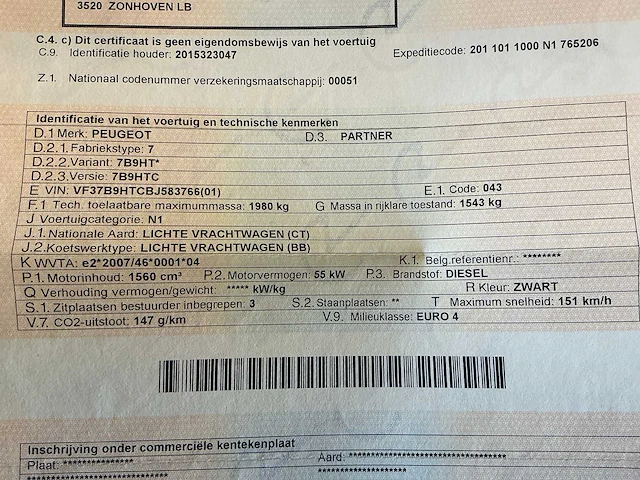 3520 ZONHOVEN LB
C.4. c) Dit certificaat is geen eigendomsbewijs van het voertuig
C.9. Identificatie houder: 2015323047 Expeditiecode: 201 101 1000 N1 765206
Z.1. Nationaal codenummer verzekeringsmaatschappij: 00051
Identificatie van het voertuig en technische kenmerken
D.1 Merk: PEUGEOT D.3. PARTNER
D.2.1. Fabriekstype: 7
D.2.2. Variant: 7B9HT*
D.2.3. Versie: 7B9HTC
E VIN: VF37B9HTCBJ583766(01) E.1. Code: 043
F.1 Tech. toelaatbare maximummassa: 1980 kg G Massa in rijklare toestand: 1543 kg
J Voertuigcategorie: N1
J.1. Nationale Aard: LICHTE VRACHTWAGEN (CT)
J.2. Koetswerktype: LICHTE VRACHTWAGEN (BB)
K WVTA: e2*2007/46*0001*04 K.1. Belg.referentienr.: ********
P.1. Motorinhoud: 1560 cm³ P.2. Motorvermogen: 55 kW P.3. Brandstof: DIESEL
Q Verhouding vermogen/gewicht: ***** kW/kg R Kleur: ZWART
S.1. Zitplaatsen bestuurder inbegrepen: 3 S.2. Staanplaatsen: ** T Maximum snelheid: 151 km/h
V.7. CO2-uitstoot: 147 g/km V.9. Milieuklasse: EURO 4
Inschrijving onder commerciële kentekenplaat
Plaat: ************** Aard: ******************************
********************** *****************